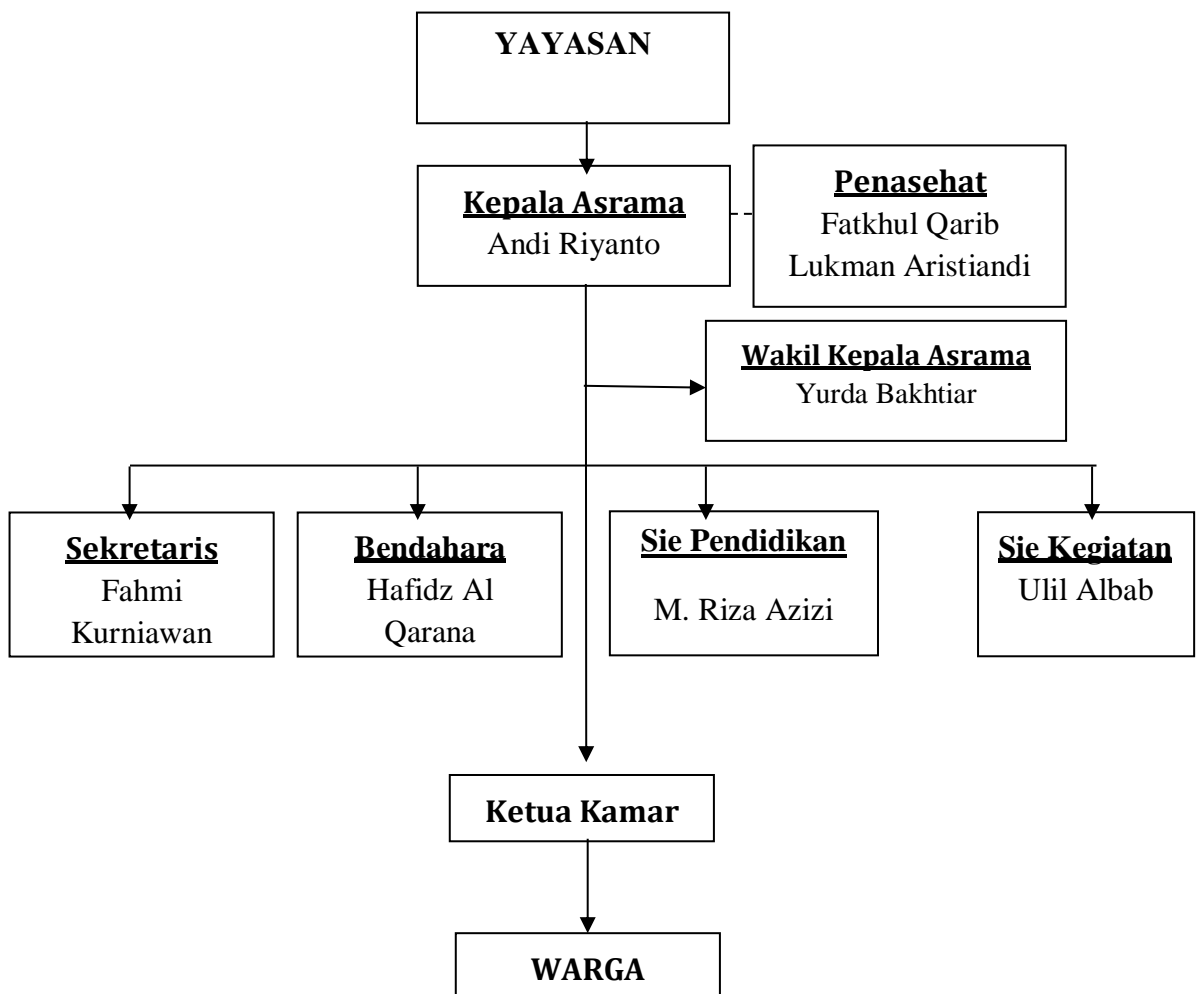 YAYASAN
Kepala Asrama
Andi Riyanto
Penasehat
Fatkhul Qarib
Lukman Aristiandi
Wakil Kepala Asrama
Yurda Bakhtiar
Sekretaris
Fahmi
Kurniawan
Bendahara
Hafidz Al
Qarana
Sie Pendidikan
M. Riza Azizi
Sie Kegiatan
Ulil Albab
Ketua Kamar
WARGA